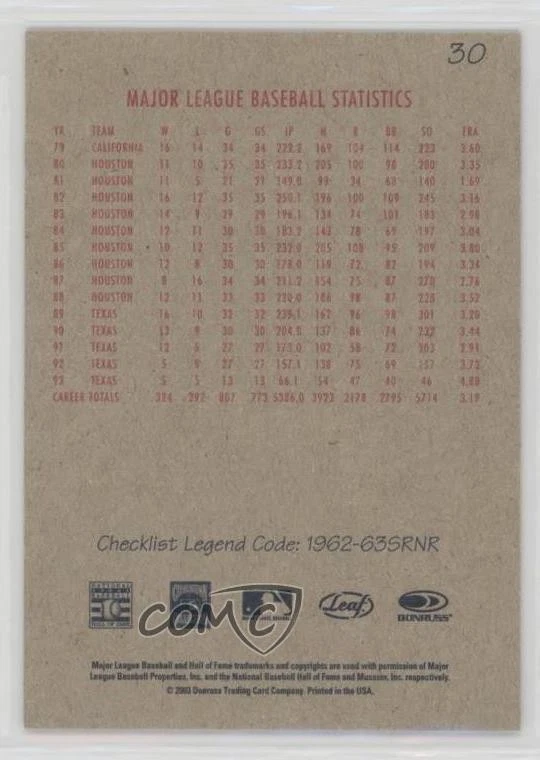 30
MAJOR LEAGUE BASEBALL STATISTICS
YR TEAM W L G GS IP H R BB SO ERA
79 CALIFORNIA 16 14 34 34 222.2 169 104 114 223 3.60
80 HOUSTON 11 10 35 35 233.2 205 100 98 200 3.35
81 HOUSTON 11 5 21 21 149.0 99 34 68 140 1.69
82 HOUSTON 16 12 35 35 250.1 196 100 109 245 3.16
83 HOUSTON 14 9 29 29 196.1 134 74 101 183 2.98
84 HOUSTON 12 11 30 30 183.2 143 78 69 197 3.04
85 HOUSTON 10 12 35 35 232.0 205 108 95 209 3.80
86 HOUSTON 12 8 30 30 178.0 119 72 82 194 3.34
87 HOUSTON 8 16 34 34 211.2 154 75 87 270 2.76
88 HOUSTON 12 11 33 33 220.0 186 98 87 228 3.52
89 TEXAS 16 10 32 32 239.1 162 96 98 301 3.20
90 TEXAS 13 9 30 30 204.0 137 86 74 232 3.44
91 TEXAS 12 5 27 27 173.0 102 58 72 203 2.91
92 TEXAS 5 9 27 27 157.1 138 75 69 157 3.72
93 TEXAS 5 5 13 13 66.1 54 47 40 46 4.88
CAREER TOTALS 324 292 807 773 5386.0 3923 2178 2795 5714 3.19
Checklist Legend Code: 1962-63SRNR
NATIONAL BASEBALL HALL OF FAME
COOPERSTOWN
MAJOR LEAGUE BASEBALL
Leaf
DONRUSS
COMC
Major League Baseball and Hall of Fame trademarks and copyrights are used with permission of Major
League Baseball Properties, Inc. and the National Baseball Hall of Fame and Museum, Inc. respectively.
© 2003 Donruss Trading Card Company. Printed in the USA.